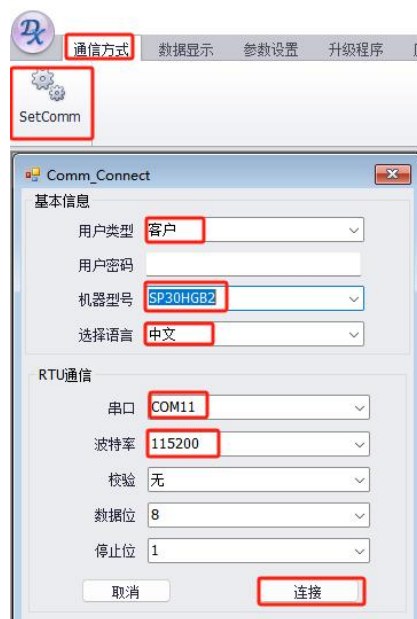 DX
通信方式 数据显示 参数设置 升级程序
SetComm
Comm_Connect
基本信息
用户类型 客户
用户密码
机器型号 SP30HGB2
选择语言 中文
RTU通信
串口 COM11
波特率 115200
校验 无
数据位 8
停止位 1
取消 连接